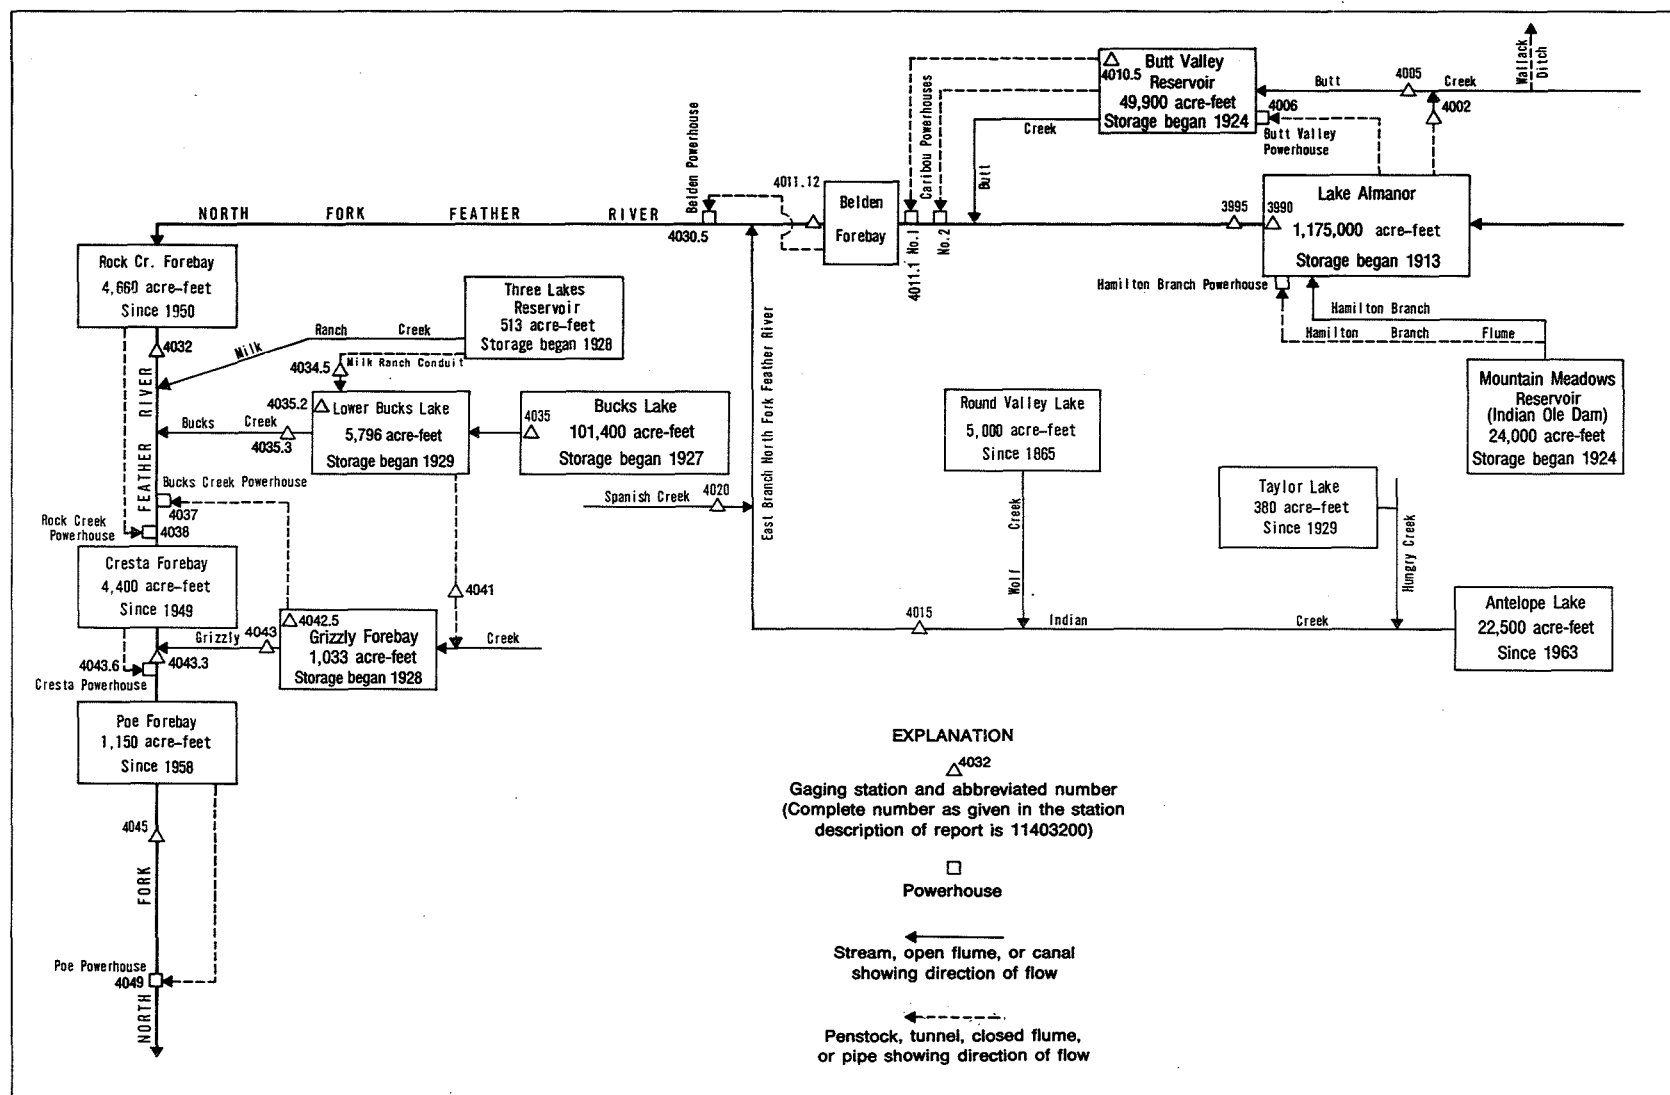 Wallack
Ditch
Butt Valley
Reservoir
49,900 acre-feet
Storage began 1924
4010.5
Butt
4005
Creek
4002
4006
Butt Valley
Powerhouse
Caribou Powerhouses
Creek
Butt
Belden Powerhouse
4011.12
Belden
Forebay
4011.1 No.1
No.2
3995
3990
Lake Almanor
1,175,000 acre-feet
Storage began 1913
NORTH FORK FEATHER RIVER
4030.5
Hamilton Branch Powerhouse
Hamilton Branch
Hamilton Branch Flume
Rock Cr. Forebay
4,660 acre-feet
Since 1950
Three Lakes
Reservoir
513 acre-feet
Storage began 1928
Milk Ranch Creek
4032
Milk Ranch Conduit
4034.5
Mountain Meadows
Reservoir
(Indian Ole Dam)
24,000 acre-feet
Storage began 1924
4035.2
Lower Bucks Lake
5,796 acre-feet
Storage began 1929
4035
Bucks Lake
101,400 acre-feet
Storage began 1927
Bucks Creek
4035.3
Round Valley Lake
5,000 acre-feet
Since 1865
East Branch North Fork Feather River
FEATHER RIVER
Bucks Creek Powerhouse
4037
Spanish Creek
4020
Taylor Lake
380 acre-feet
Since 1929
Rock Creek
Powerhouse
4038
Wolf Creek
Hungry Creek
Cresta Forebay
4,400 acre-feet
Since 1949
4041
4042.5
Grizzly Forebay
1,033 acre-feet
Storage began 1928
Grizzly
4043
Creek
4015
Indian Creek
Antelope Lake
22,500 acre-feet
Since 1963
4043.6
4043.3
Cresta Powerhouse
Poe Forebay
1,150 acre-feet
Since 1958
4045
NORTH FORK
Poe Powerhouse
4049
EXPLANATION
4032
Gaging station and abbreviated number
(Complete number as given in the station
description of report is 11403200)
Powerhouse
Stream, open flume, or canal
showing direction of flow
Penstock, tunnel, closed flume,
or pipe showing direction of flow